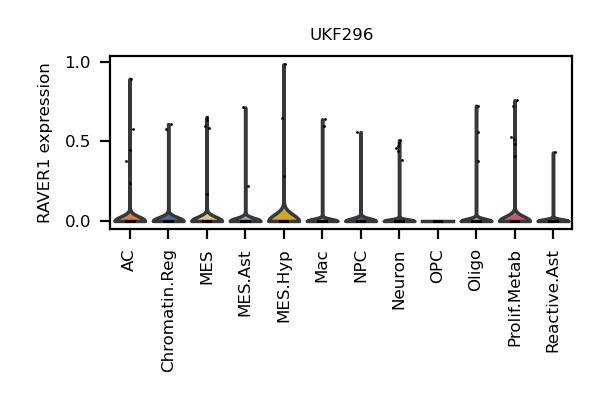 UKF296
RAVER1 expression
1.0
0.5
0.0
AC
Chromatin.Reg
MES
MES.Ast
MES.Hyp
Mac
NPC
Neuron
OPC
Oligo
Prolif.Metab
Reactive.Ast